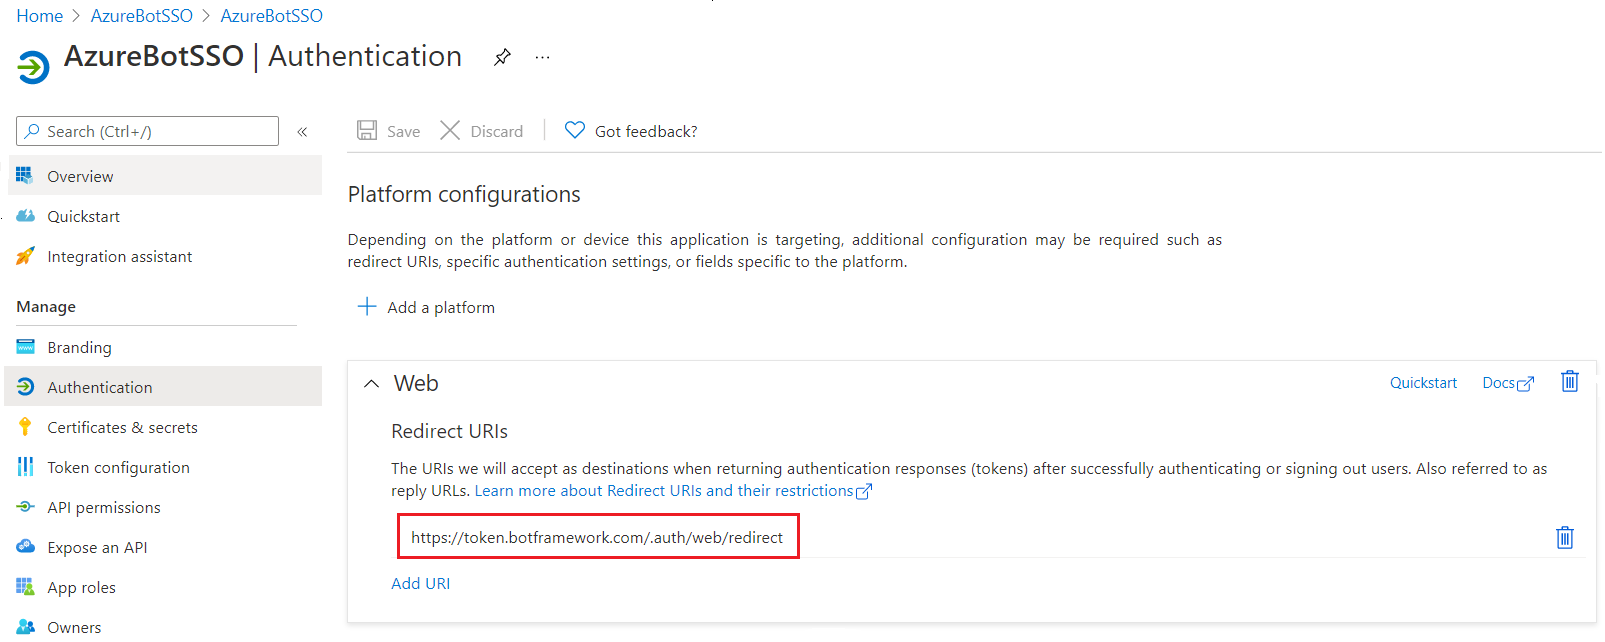 Home > AzureBotSSO > AzureBotSSO
AzureBotSSO | Authentication ...
Search (Ctrl+/) «
Save Discard Got feedback?
Overview
Quickstart
Integration assistant
Manage
Branding
Authentication
Certificates & secrets
Token configuration
API permissions
Expose an API
App roles
Owners
Platform configurations
Depending on the platform or device this application is targeting, additional configuration may be required such as
redirect URIs, specific authentication settings, or fields specific to the platform.
Add a platform
Web Quickstart Docs
Redirect URIs
The URIs we will accept as destinations when returning authentication responses (tokens) after successfully authenticating or signing out users. Also referred to as
reply URLs. Learn more about Redirect URIs and their restrictions
https://token.botframework.com/.auth/web/redirect
Add URI